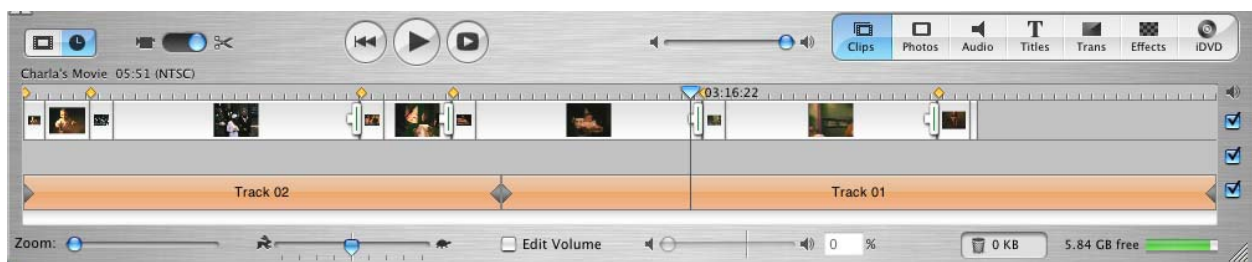 Clips Photos Audio Titles Trans Effects iDVD
Charla's Movie 05:51 (NTSC)
03:16:22
Track 02 Track 01
Zoom: Edit Volume 0 % 0 KB 5.84 GB free